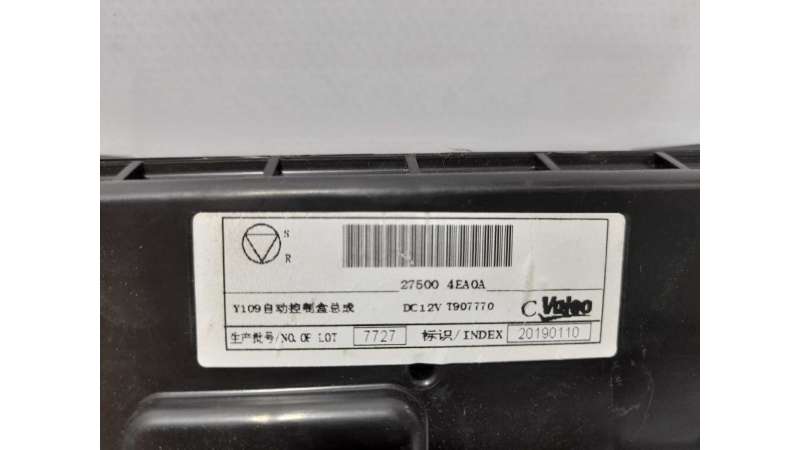 S
R
27500 4EA0A
Y109自动控制盒总成 DC12V T907770 C Valeo
生产批号/NO.OF LOT 7727 标识/INDEX 20190110